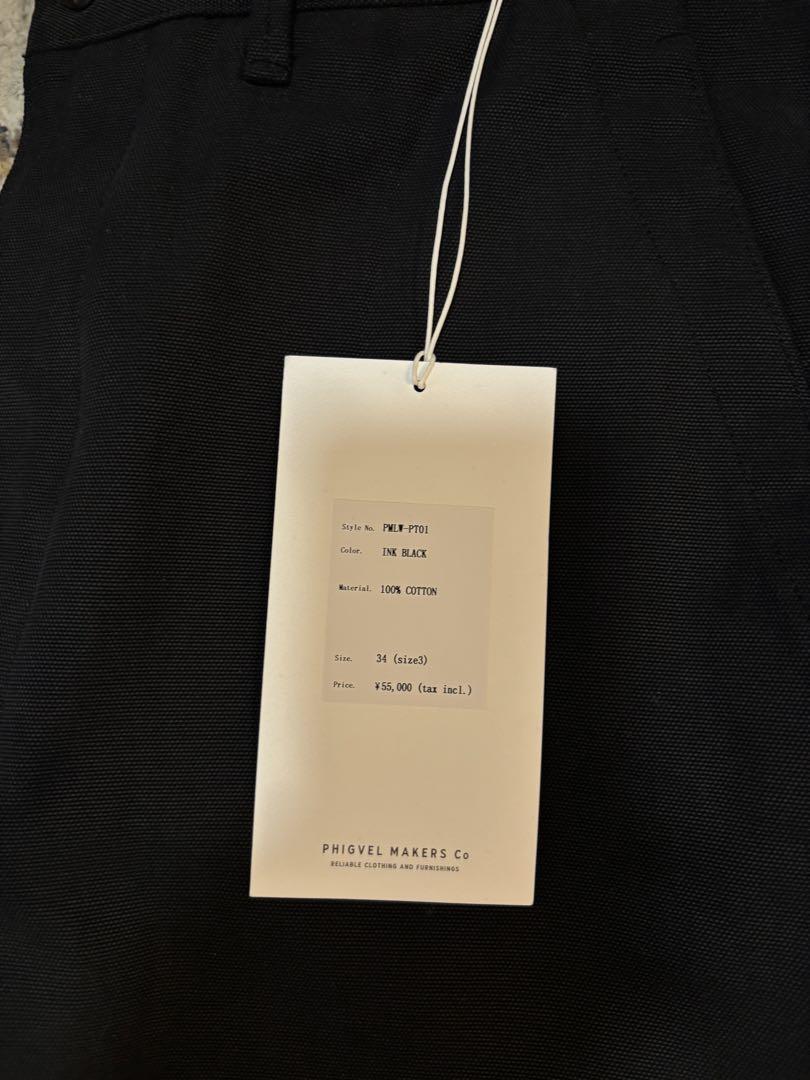 Style No. PMLW-PT01
Color. INK BLACK
Material. 100% COTTON
Size. 34 (size3)
Price. ¥55,000 (tax incl.)
PHIGVEL MAKERS Co
RELIABLE CLOTHING AND FURNISHINGS